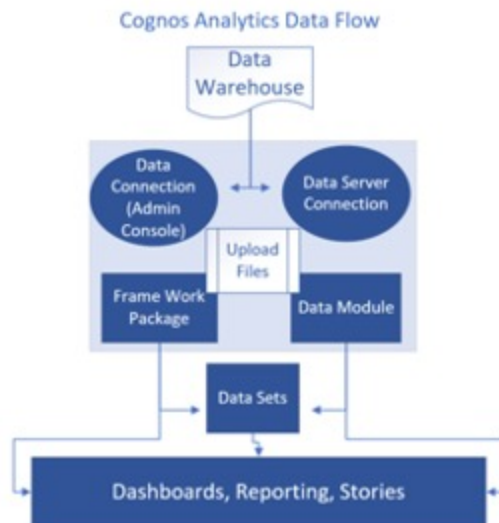 Cognos Analytics Data Flow
Data
Warehouse
Data
Connection
(Admin
Console)
Data Server
Connection
Upload
Files
Frame Work
Package
Data Module
Data Sets
Dashboards, Reporting, Stories